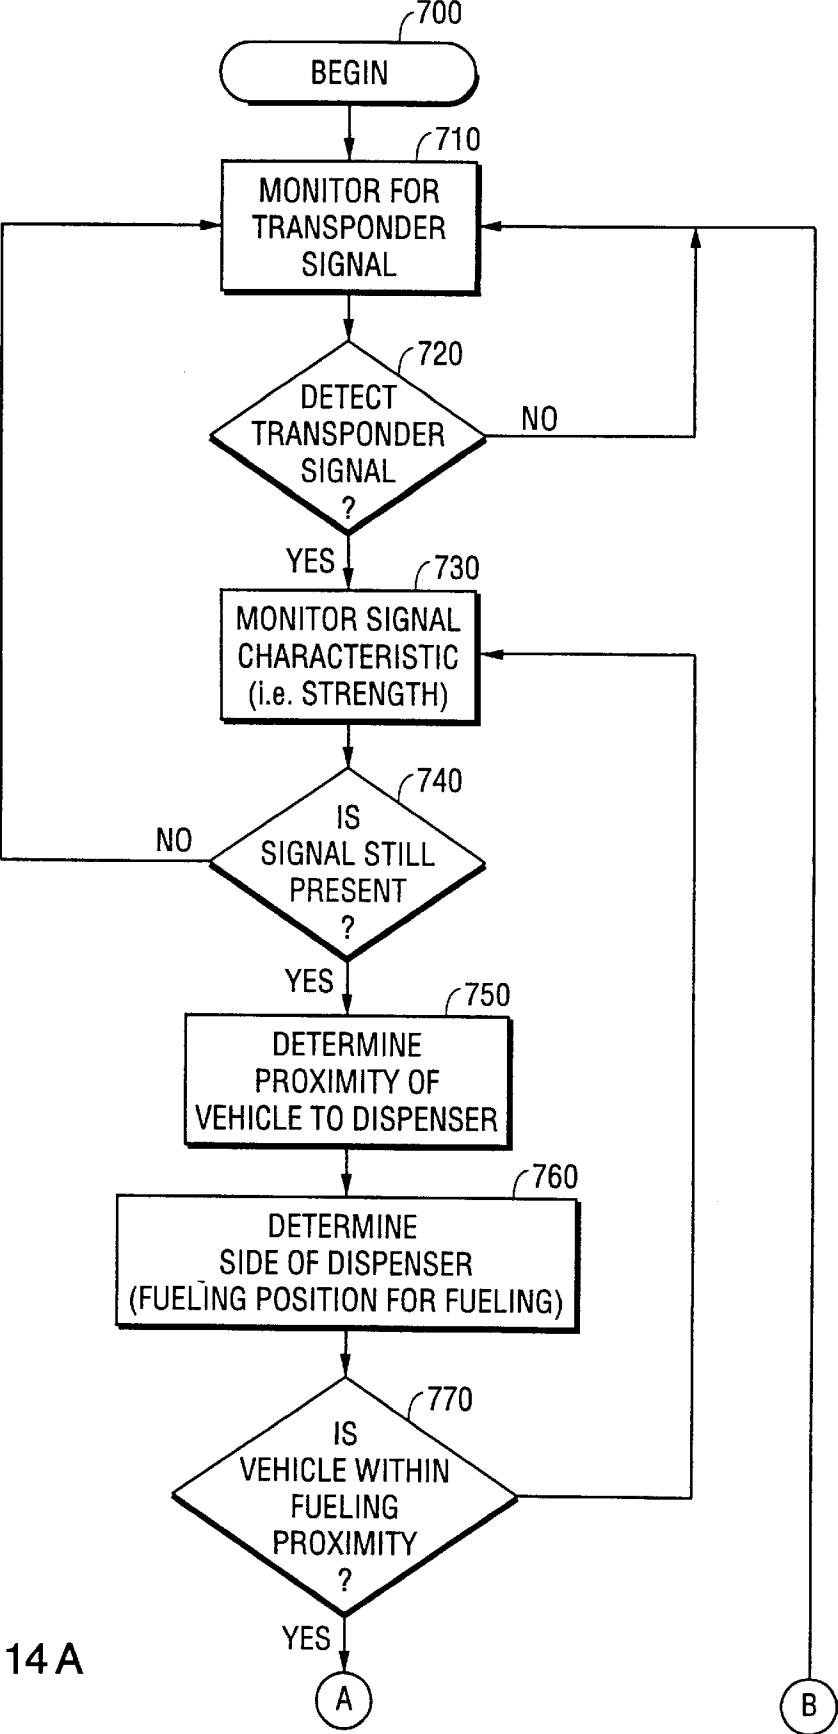 700
BEGIN
710
MONITOR FOR
TRANSPONDER
SIGNAL
720
DETECT
TRANSPONDER
SIGNAL
?
NO
YES
730
MONITOR SIGNAL
CHARACTERISTIC
(i.e. STRENGTH)
740
IS
SIGNAL STILL
PRESENT
?
NO
YES
750
DETERMINE
PROXIMITY OF
VEHICLE TO DISPENSER
760
DETERMINE
SIDE OF DISPENSER
(FUELING POSITION FOR FUELING)
770
IS
VEHICLE WITHIN
FUELING
PROXIMITY
?
YES
14 A
A
B